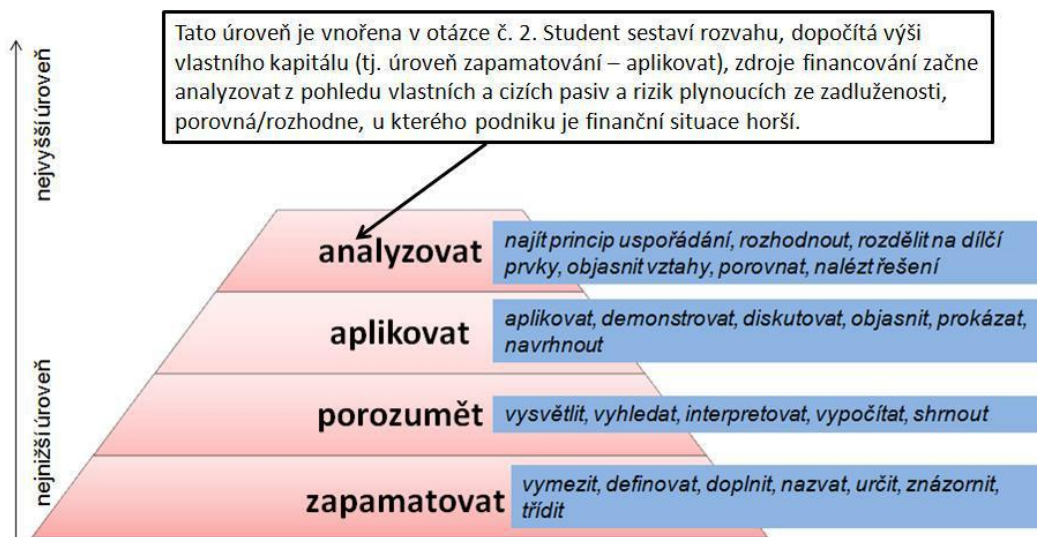 Tato úroveň je vnořena v otázce č. 2. Student sestaví rozvahu, dopočítá výši
vlastního kapitálu (tj. úroveň zapamatování – aplikovat), zdroje financování začne
analyzovat z pohledu vlastních a cizích pasiv a rizik plynoucích ze zadluženosti,
porovná/rozhodne, u kterého podniku je finanční situace horší.
nejvyšší úroveň
analyzovat
najít princip uspořádání, rozhodnout, rozdělit na dílčí
prvky, objasnit vztahy, porovnat, nalézt řešení
aplikovat
aplikovat, demonstrovat, diskutovat, objasnit, prokázat,
navrhnout
porozumět
vysvětlit, vyhledat, interpretovat, vypočítat, shrnout
nejnižší úroveň
zapamatovat
vymezit, definovat, doplnit, nazvat, určit, znázornit,
třídit